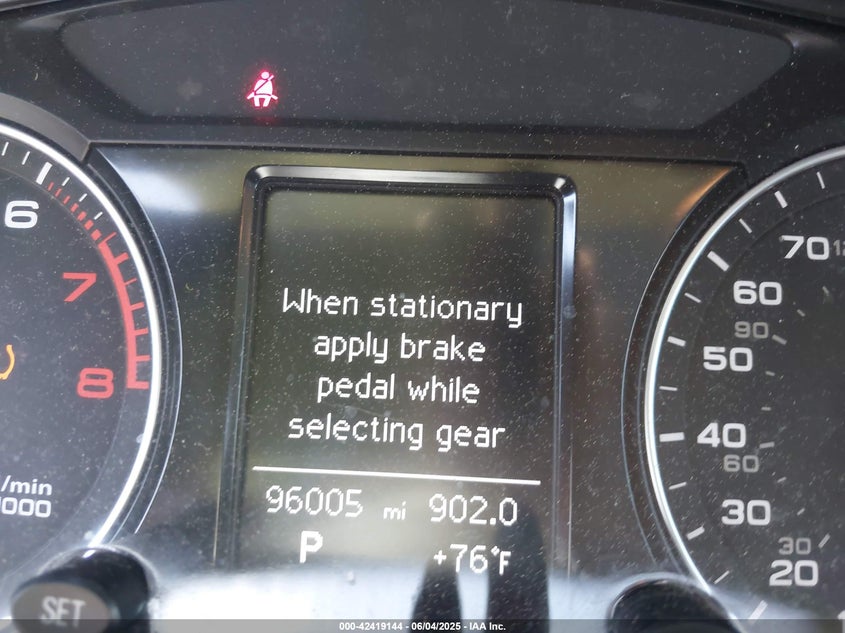 6
7
8
/min
000
When stationary
apply brake
pedal while
selecting gear
96005 mi 902.0
P +76°F
70
60
90
50
40
60
30
30
20
SET
000-42419144 | 06/04/2025 - IAA Inc.